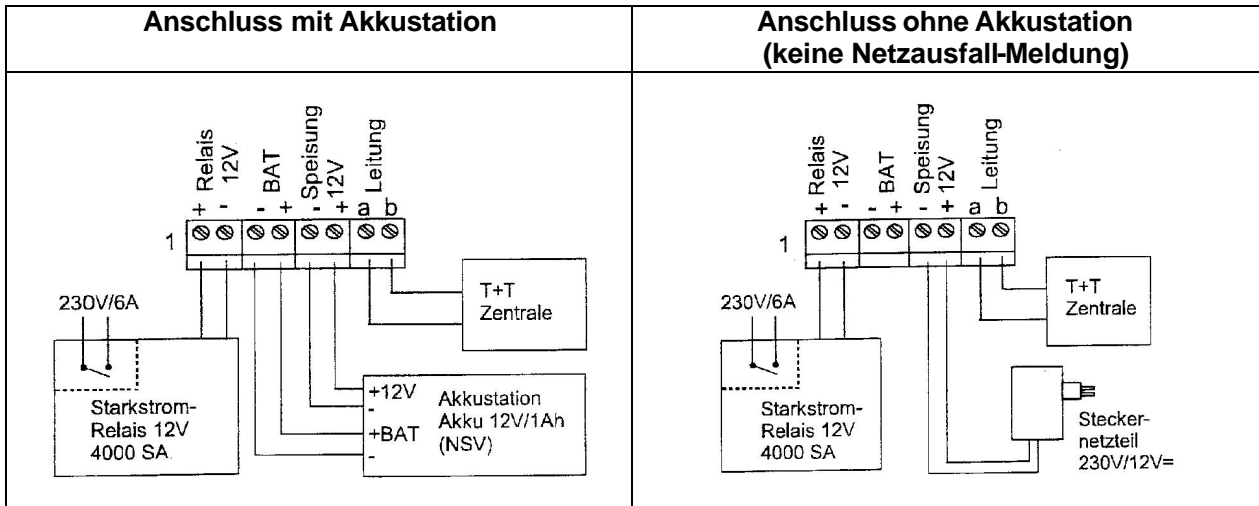 Anschluss mit Akkustation
Relais
12V
BAT
Speisung
12V
Leitung
+ - - + - + a b
1
T+T
Zentrale
230V/6A
Starkstrom-
Relais 12V
4000 SA
+12V
-
+BAT
-
Akkustation
Akku 12V/1Ah
(NSV)
Anschluss ohne Akkustation
(keine Netzausfall-Meldung)
Relais
12V
BAT
Speisung
12V
Leitung
+ - - + - + a b
1
T+T
Zentrale
230V/6A
Starkstrom-
Relais 12V
4000 SA
Stecker-
netzteil
230V/12V=